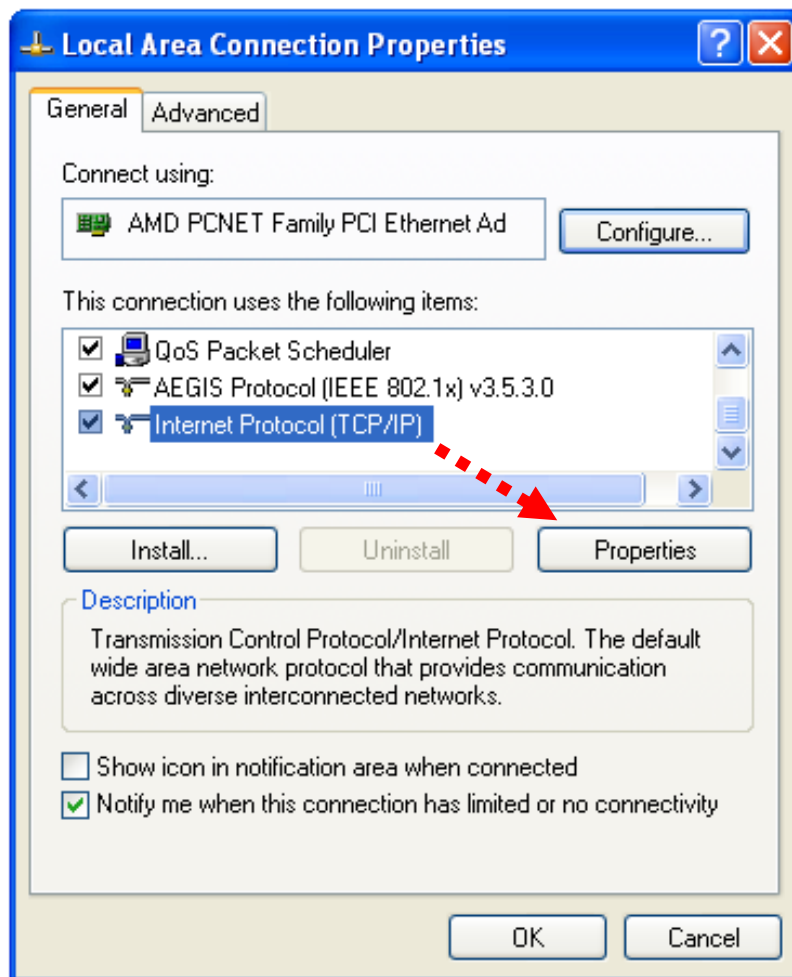 Local Area Connection Properties
General
Advanced
Connect using:
AMD PCNET Family PCI Ethernet Ad
Configure...
This connection uses the following items:
QoS Packet Scheduler
AEGIS Protocol (IEEE 802.1x) v3.5.3.0
Internet Protocol (TCP/IP)
Install...
Uninstall
Properties
Description
Transmission Control Protocol/Internet Protocol. The default
wide area network protocol that provides communication
across diverse interconnected networks.
Show icon in notification area when connected
Notify me when this connection has limited or no connectivity
OK
Cancel